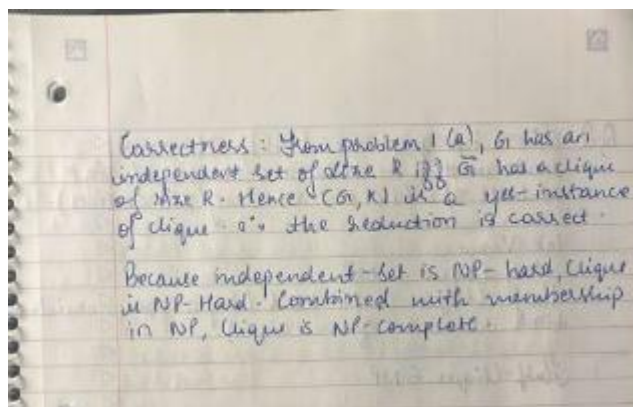 Correctness : From problem 1 (a), G has an
independent set of size k iff G̅ has a clique
of size k. Hence (G, k) is a yes-instance
of clique ∴ the reduction is correct.
Because independent-set is NP-hard, Clique
is NP-Hard. Combined with membership
in NP, Clique is NP-complete.